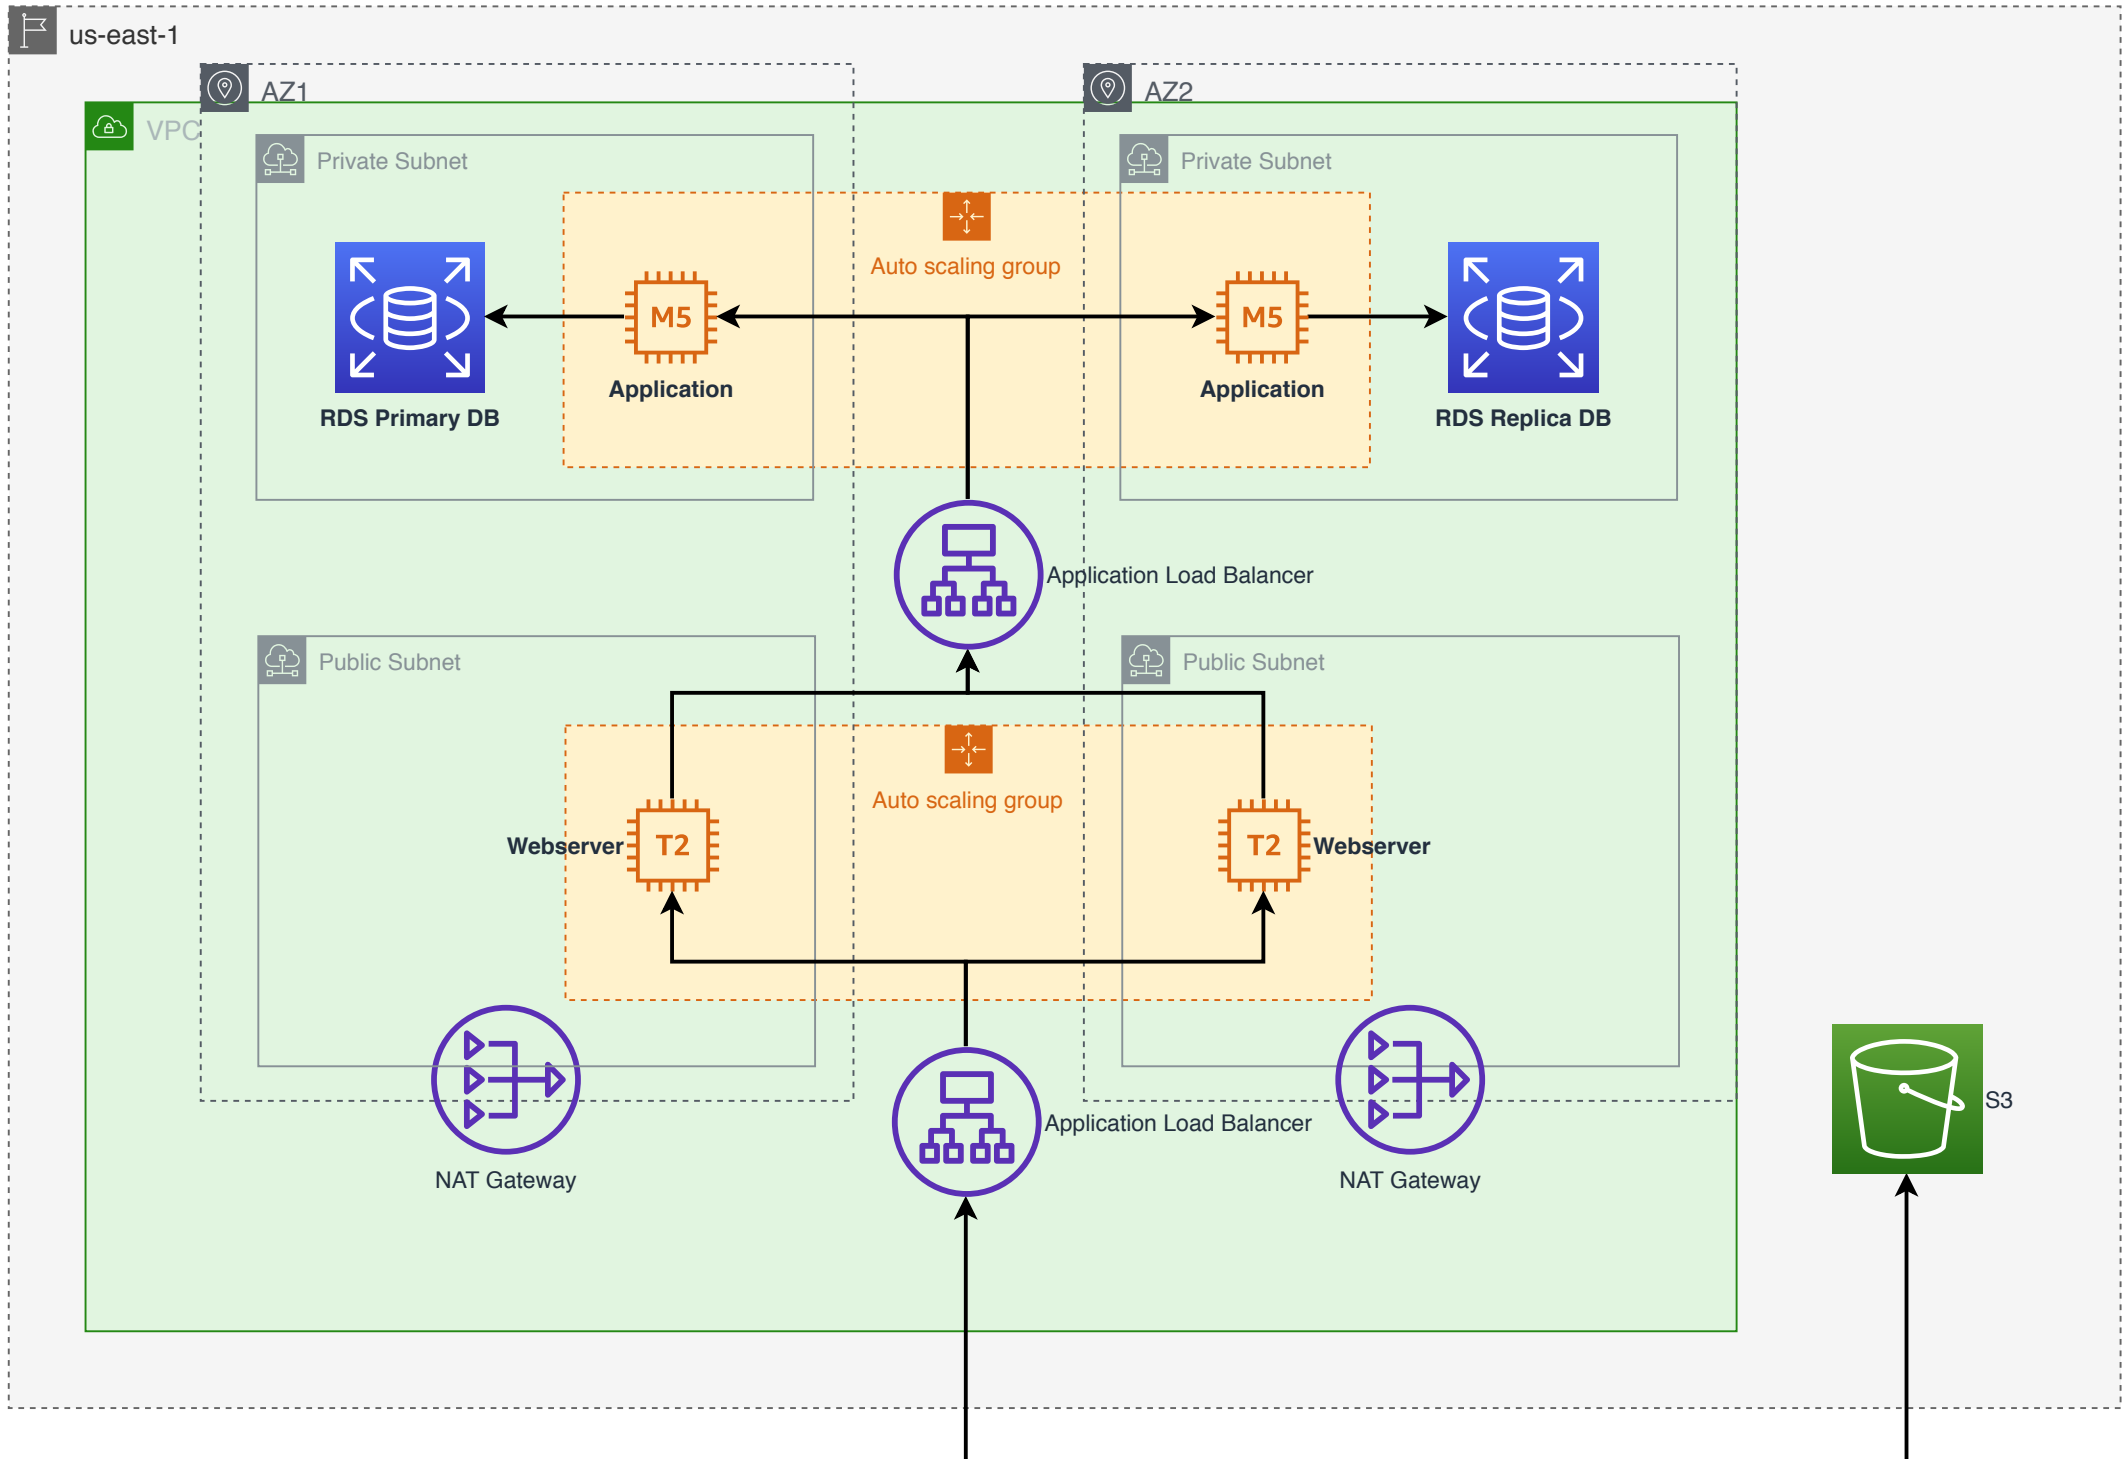 us-east-1
AZ1
AZ2
VPC
Private Subnet
Private Subnet
Auto scaling group
M5
M5
Application
Application
RDS Primary DB
RDS Replica DB
Application Load Balancer
Public Subnet
Public Subnet
Auto scaling group
Webserver
T2
T2
Webserver
S3
Application Load Balancer
NAT Gateway
NAT Gateway